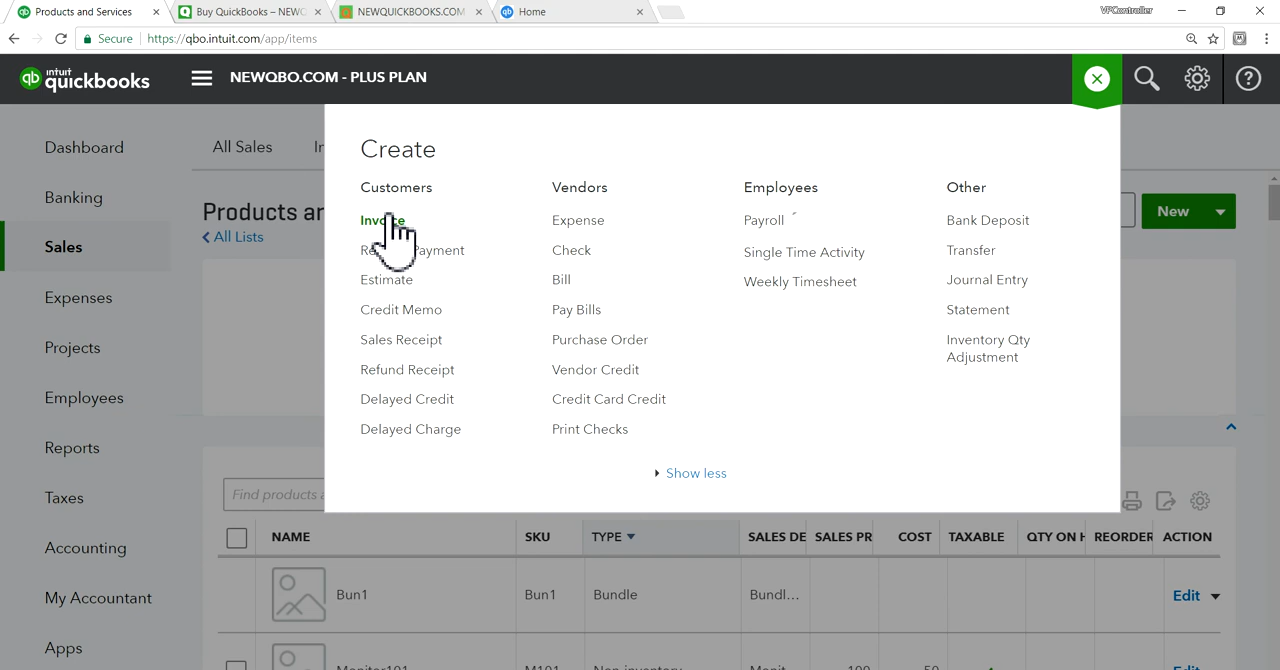 Products and Services
Buy QuickBooks – NEWQ
NEWQUICKBOOKS.COM
Home
VPController
Secure
https://qbo.intuit.com/app/items
intuit
quickbooks
NEWQBO.COM - PLUS PLAN
Dashboard
Banking
Sales
Expenses
Projects
Employees
Reports
Taxes
Accounting
My Accountant
Apps
All Sales
Products
All Lists
New
Create
Customers
Invoice
Payment
Estimate
Credit Memo
Sales Receipt
Refund Receipt
Delayed Credit
Delayed Charge
Vendors
Expense
Check
Bill
Pay Bills
Purchase Order
Vendor Credit
Credit Card Credit
Print Checks
Employees
Payroll
Single Time Activity
Weekly Timesheet
Other
Bank Deposit
Transfer
Journal Entry
Statement
Inventory Qty
Adjustment
Show less
Find products
NAME SKU TYPE SALES DE SALES PR COST TAXABLE QTY ON H REORDER ACTION
Bun1 Bun1 Bundle Bundl... Edit
Monitor101 M101 Non-inventory Monit... 100 50 Edit